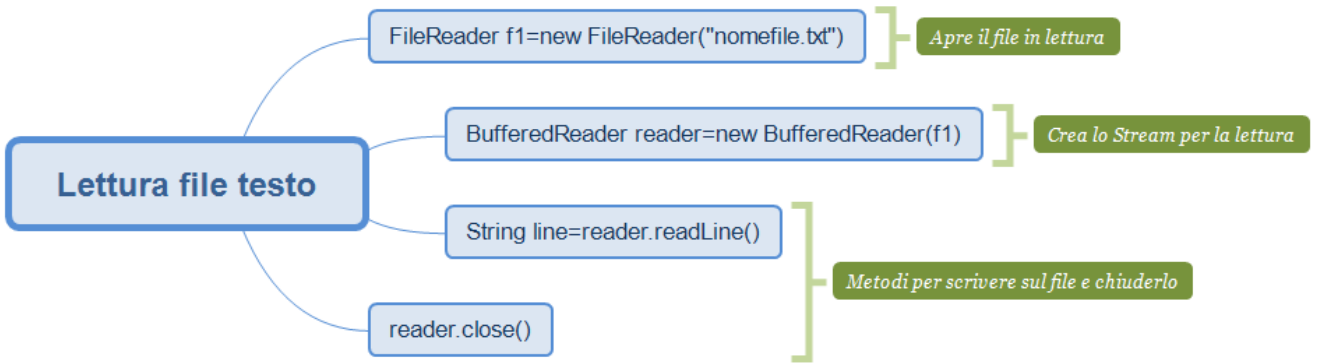 FileReader f1=new FileReader("nomefile.txt")
Apre il file in lettura
BufferedReader reader=new BufferedReader(f1)
Crea lo Stream per la lettura
Lettura file testo
String line=reader.readLine()
Metodi per scrivere sul file e chiuderlo
reader.close()